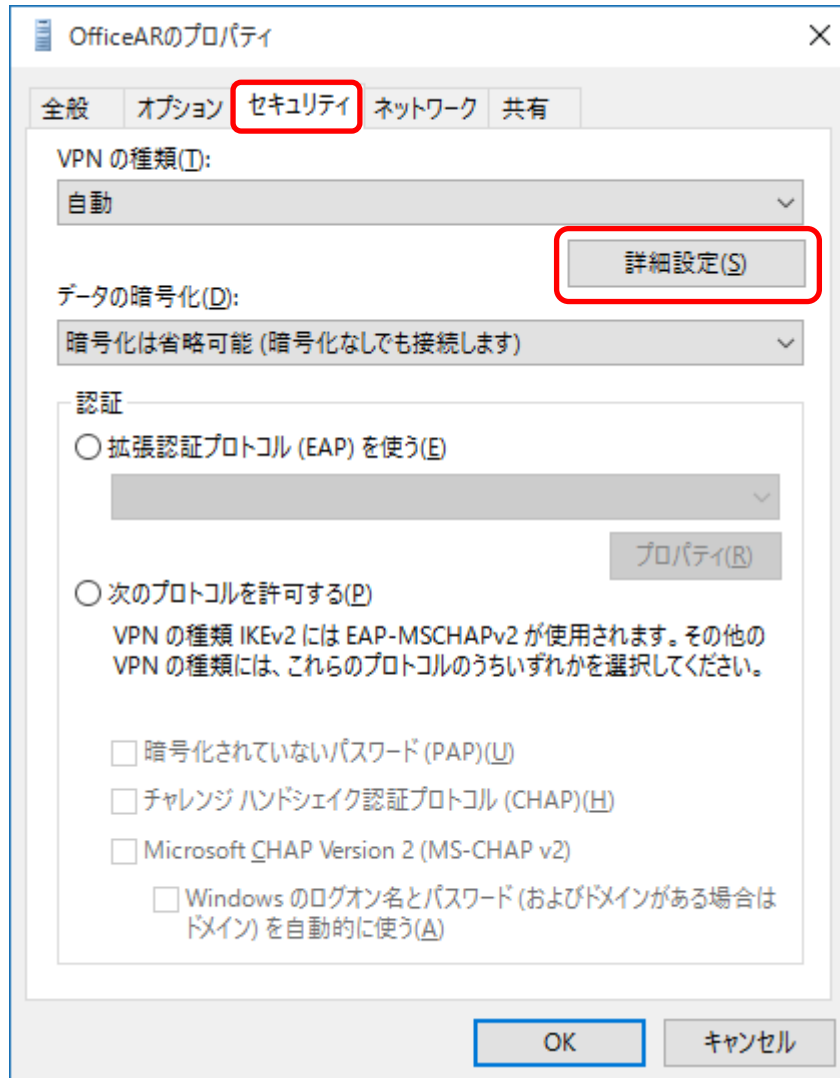 OfficeARのプロパティ
全般 オプション セキュリティ ネットワーク 共有
VPN の種類(T):
自動
詳細設定(S)
データの暗号化(D):
暗号化は省略可能 (暗号化なしでも接続します)
認証
拡張認証プロトコル (EAP) を使う(E)
プロパティ(R)
次のプロトコルを許可する(P)
VPN の種類 IKEv2 には EAP-MSCHAPv2 が使用されます。その他の
VPN の種類には、これらのプロトコルのうちいずれかを選択してください。
暗号化されていないパスワード (PAP)(U)
チャレンジ ハンドシェイク認証プロトコル (CHAP)(H)
Microsoft CHAP Version 2 (MS-CHAP v2)
Windows のログオン名とパスワード (およびドメインがある場合は
ドメイン) を自動的に使う(A)
OK キャンセル